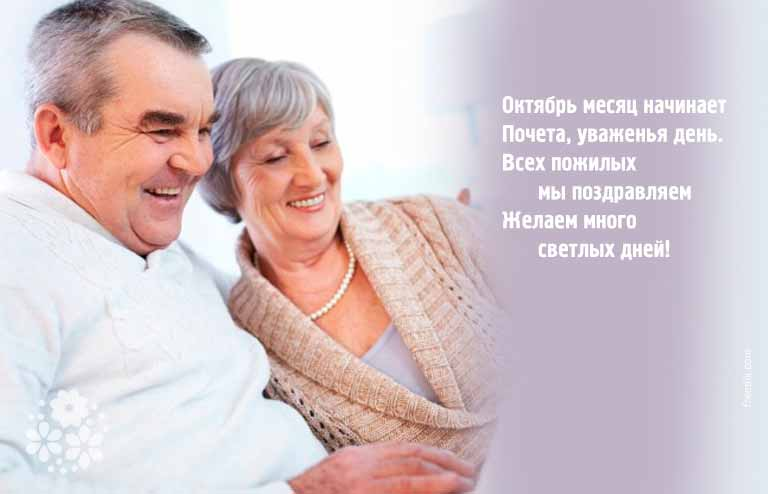 Октябрь месяц начинает
Почета, уваженья день.
Всех пожилых
мы поздравляем
Желаем много
светлых дней!